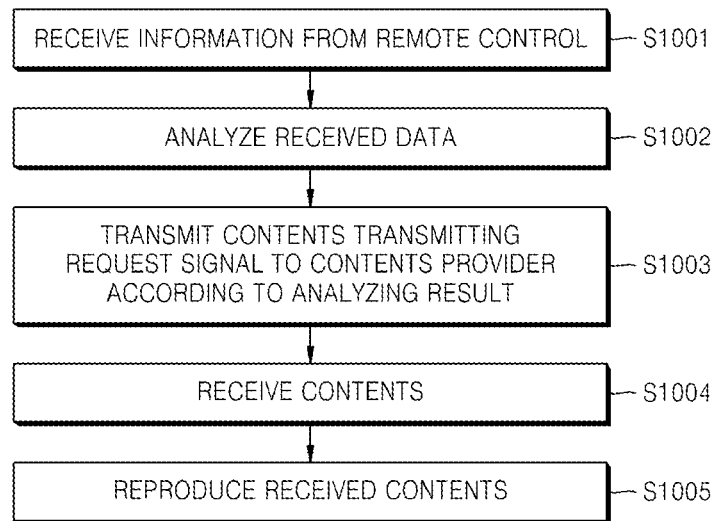 RECEIVE INFORMATION FROM REMOTE CONTROL S1001
ANALYZE RECEIVED DATA S1002
TRANSMIT CONTENTS TRANSMITTING
REQUEST SIGNAL TO CONTENTS PROVIDER S1003
ACCORDING TO ANALYZING RESULT
RECEIVE CONTENTS S1004
REPRODUCE RECEIVED CONTENTS S1005